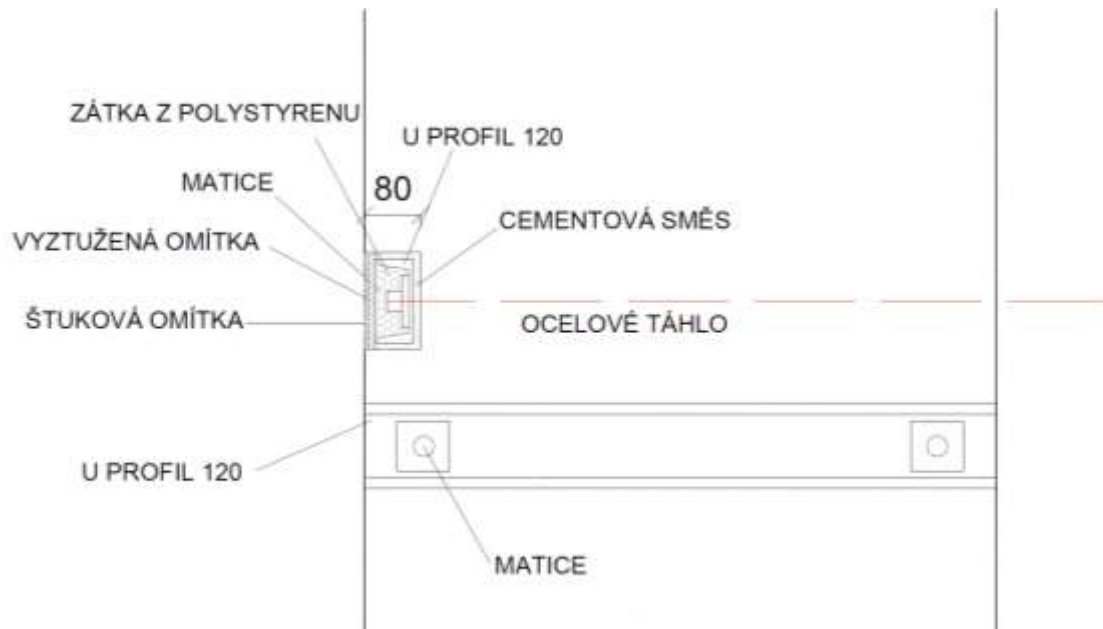 ZÁTKA Z POLYSTYRENU
U PROFIL 120
MATICE
80
CEMENTOVÁ SMĚS
VYZTUŽENÁ OMÍTKA
ŠTUKOVÁ OMÍTKA
OCELOVÉ TÁHLO
U PROFIL 120
MATICE